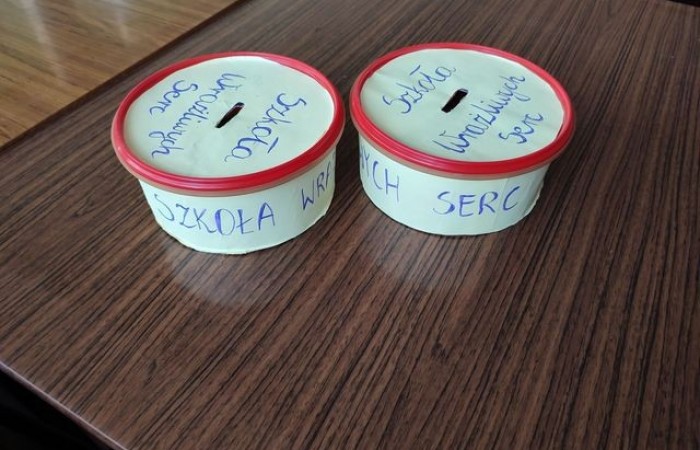 Szkoła
Wrażliwych
Serc
SZKOŁA WRA
Szkoła
Wrażliwych
Serc
YCH SERC